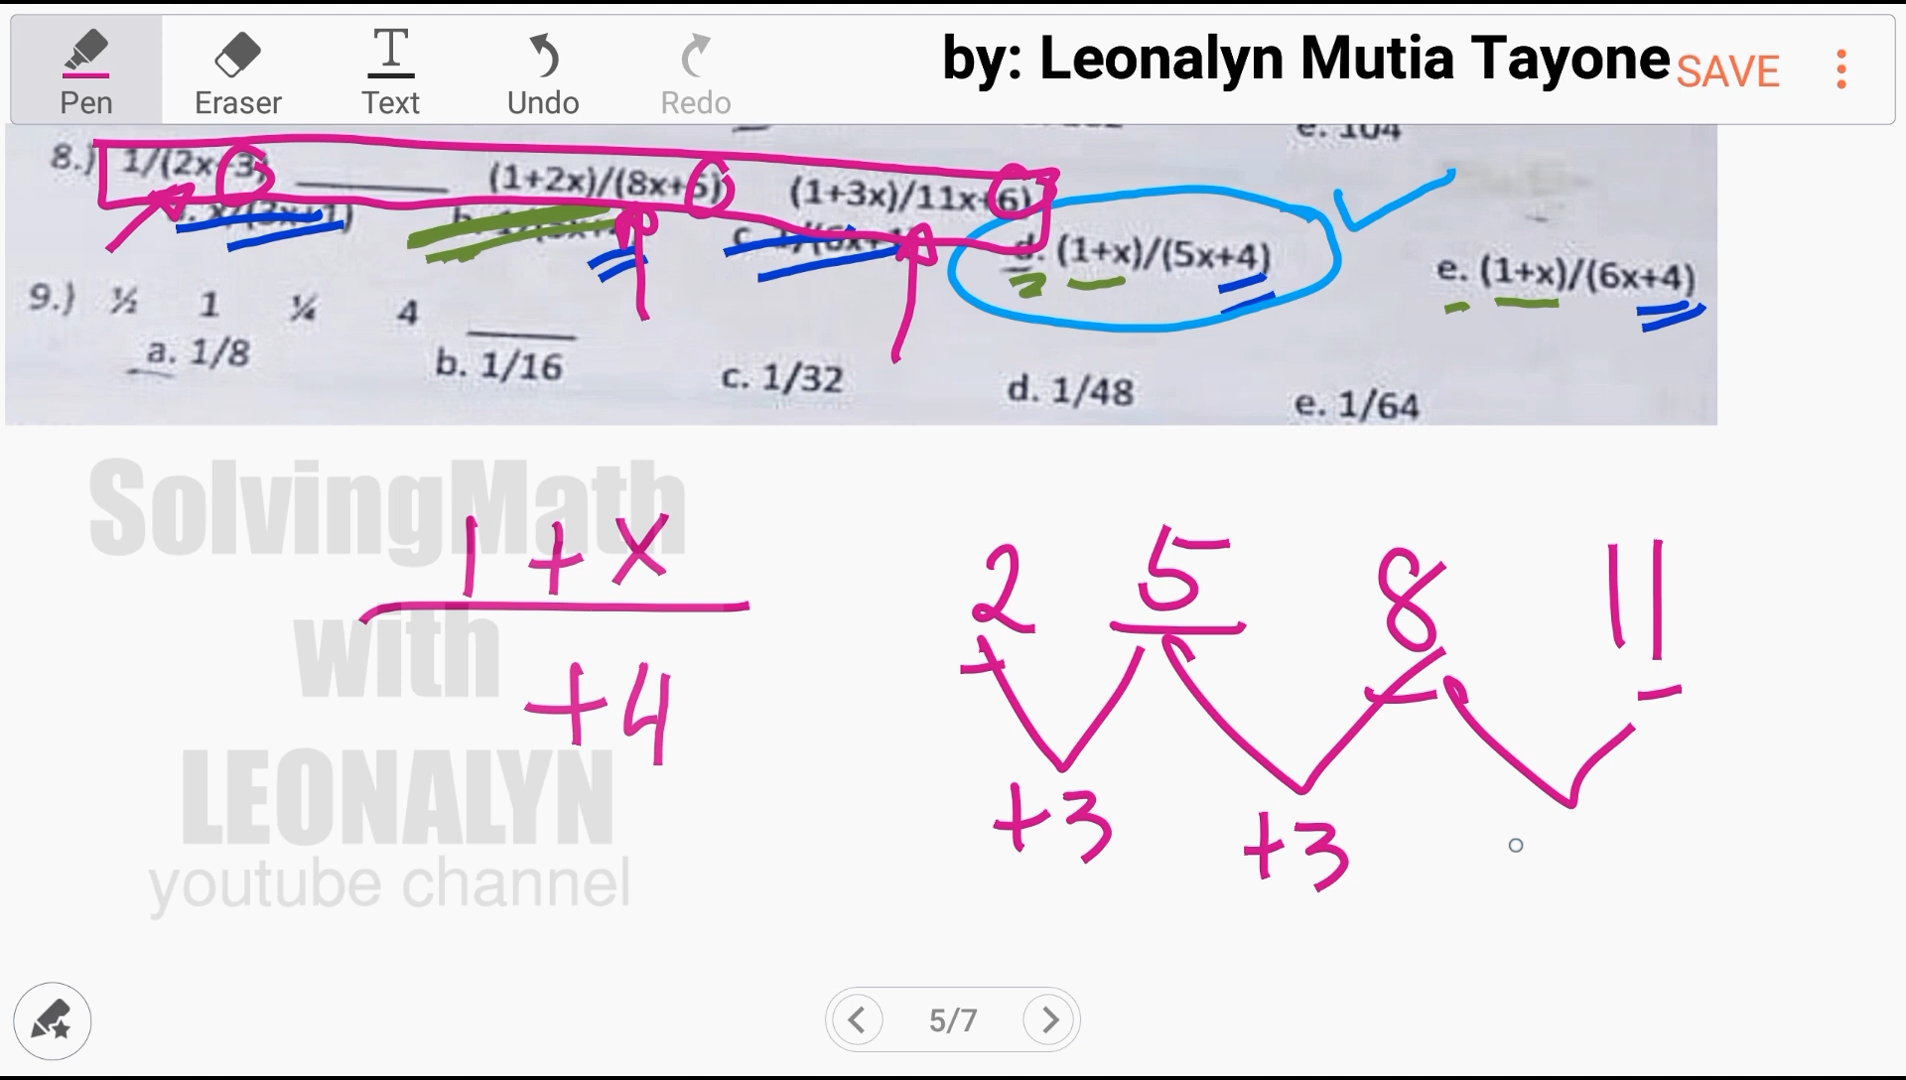 Pen Eraser Text Undo Redo by: Leonalyn Mutia Tayone SAVE
e. 104
8.) 1/(2x+3) (1+2x)/(8x+5) (1+3x)/11x+6)
d. (1+x)/(5x+4) e. (1+x)/(6x+4)
9.) ½ 1 ¼ 4
a. 1/8 b. 1/16 c. 1/32 d. 1/48 e. 1/64
SolvingMath
with
LEONALYN
youtube channel
1 + x
+4
2 5 8 11
+3 +3
5/7